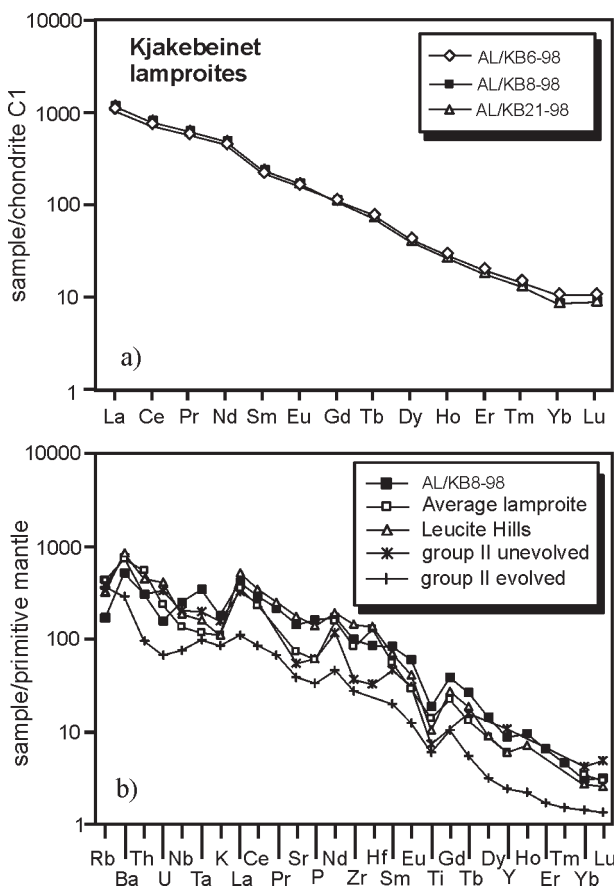 10000
1000
100
10
1
sample/chondrite C1
Kjakebeinet
lamproites
AL/KB6-98
AL/KB8-98
AL/KB21-98
a)
La Ce Pr Nd Sm Eu Gd Tb Dy Ho Er Tm Yb Lu
10000
1000
100
10
1
sample/primitive mantle
AL/KB8-98
Average lamproite
Leucite Hills
group II unevolved
group II evolved
b)
Rb Th Nb K Ce Sr Nd Hf Eu Gd Dy Ho Tm Lu
Ba U Ta La Pr P Zr Sm Ti Tb Y Er Yb